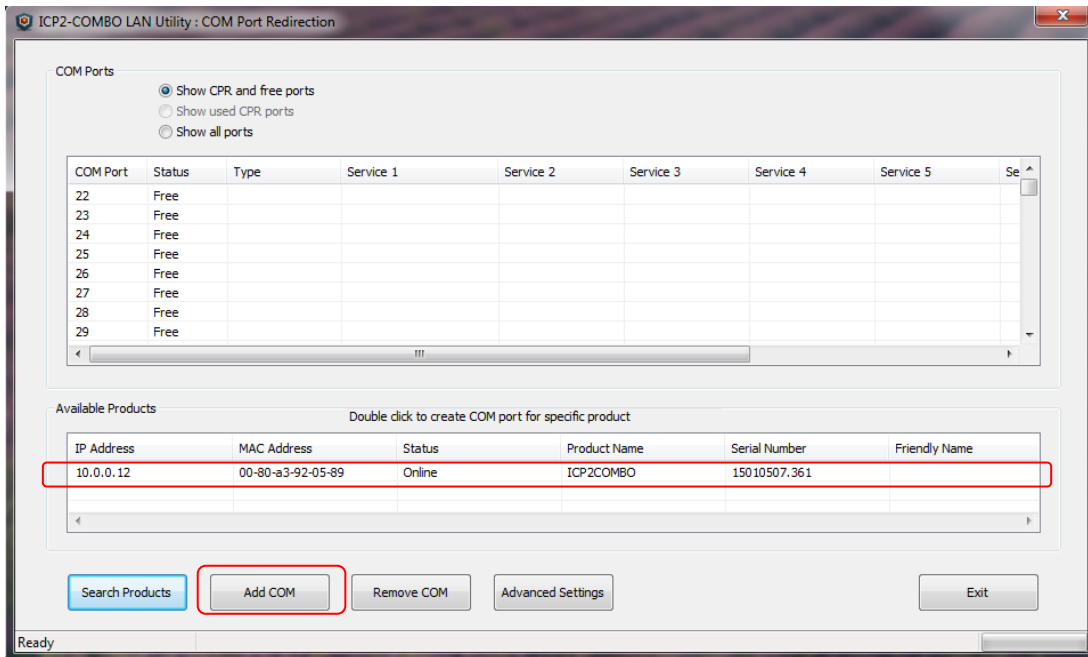 ICP2-COMBO LAN Utility : COM Port Redirection
x
COM Ports
Show CPR and free ports
Show used CPR ports
Show all ports
COM Port Status Type Service 1 Service 2 Service 3 Service 4 Service 5 Se
22 Free
23 Free
24 Free
25 Free
26 Free
27 Free
28 Free
29 Free
Available Products
Double click to create COM port for specific product
IP Address MAC Address Status Product Name Serial Number Friendly Name
10.0.0.12 00-80-a3-92-05-89 Online ICP2COMBO 15010507.361
Search Products Add COM Remove COM Advanced Settings Exit
Ready